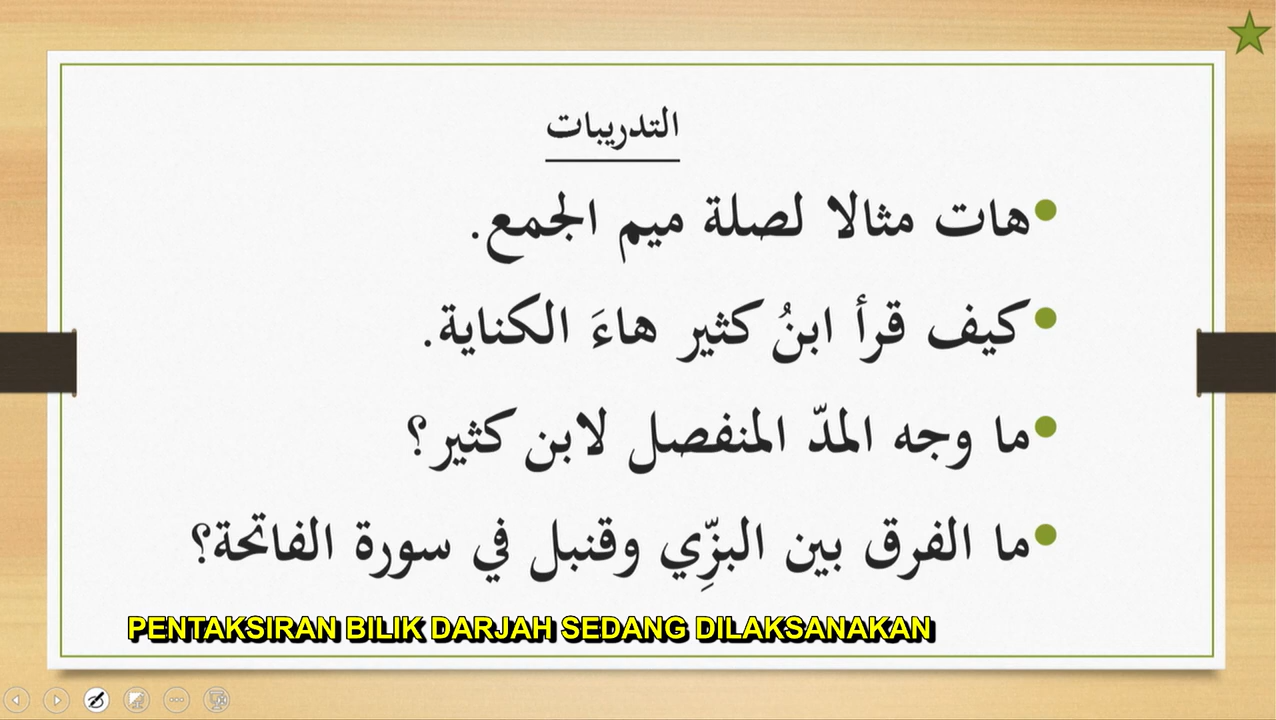 التدريبات
هات مثالا لصلة ميم الجمع.
كيف قرأ ابنُ كثير هاءَ الكناية.
ما وجه المدّ المنفصل لابن كثير؟
ما الفرق بين البزِّي وقنبل في سورة الفاتحة؟
PENTAKSIRAN BILIK DARJAH SEDANG DILAKSANAKAN